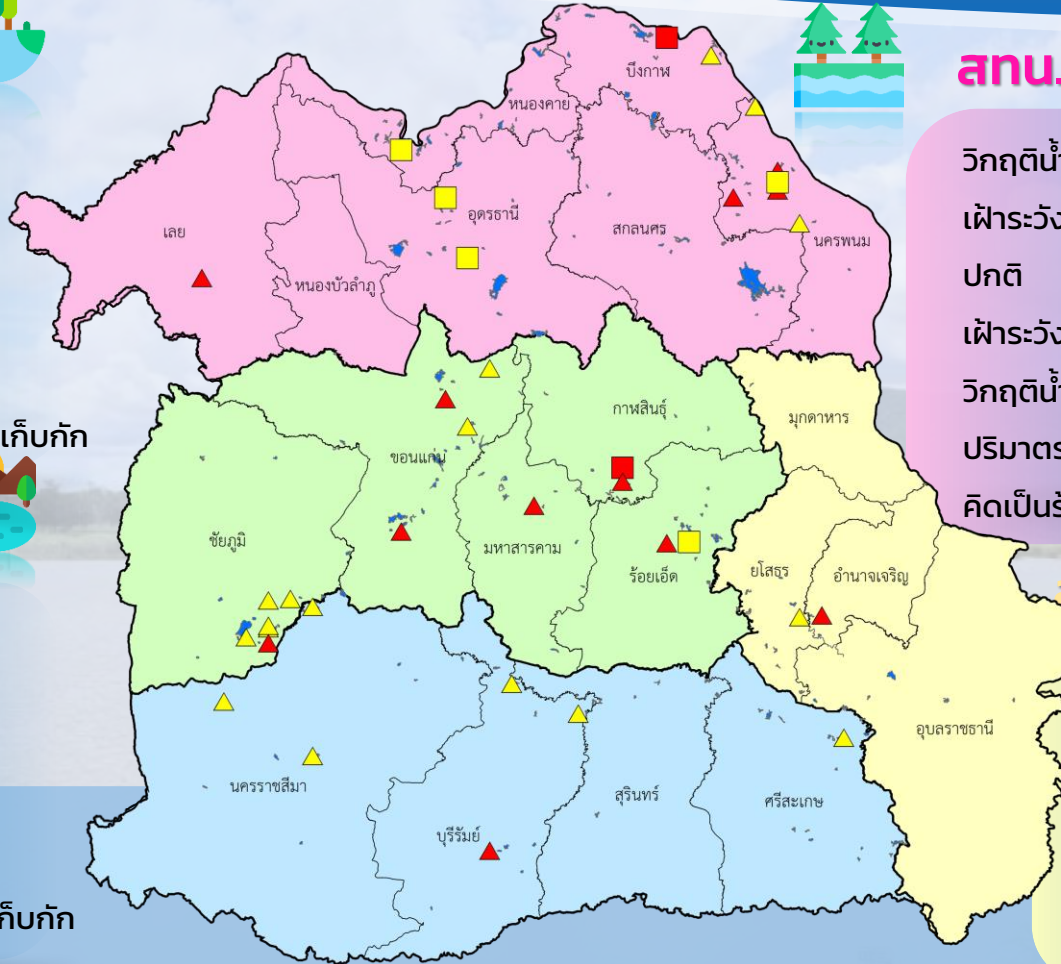 สทน.
วิกฤติน้ำ
เฝ้าระวัง
ปกติ
เฝ้าระวัง
วิกฤติน้ำ
ปริมาตร
คิดเป็นร้
เก็บกัก
ก็บกัก
บึงกาฬ
หนองคาย
เลย
อุดรธานี
สกลนคร
นครพนม
หนองบัวลำภู
กาฬสินธุ์
มุกดาหาร
ขอนแก่น
ชัยภูมิ
มหาสารคาม
ร้อยเอ็ด
ยโสธร
อำนาจเจริญ
อุบลราชธานี
นครราชสีมา
สุรินทร์
ศรีสะเกษ
บุรีรัมย์